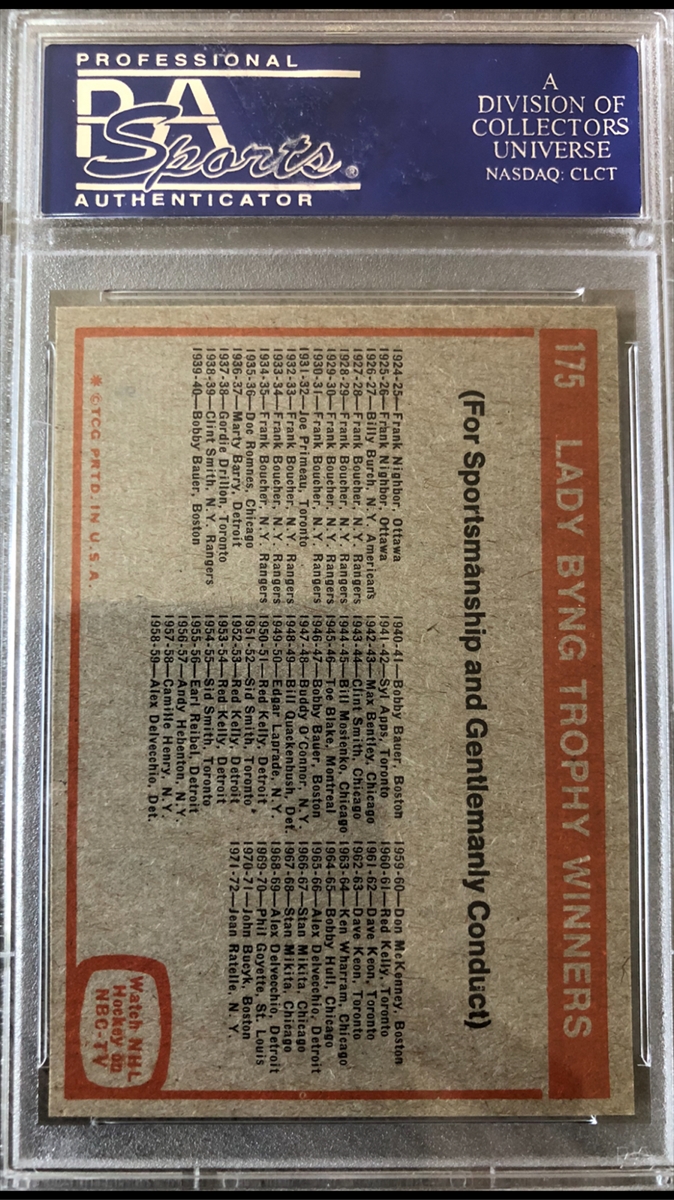 PROFESSIONAL
PSA
Sports®
AUTHENTICATOR
A
DIVISION OF
COLLECTORS
UNIVERSE
NASDAQ: CLCT
175 LADY BYNG TROPHY WINNERS
(For Sportsmanship and Gentlemanly Conduct)
1924-25—Frank Nighbor, Ottawa
1925-26—Frank Nighbor, Ottawa
1926-27—Billy Burch, N.Y. Americans
1927-28—Frank Boucher, N.Y. Rangers
1928-29—Frank Boucher, N.Y. Rangers
1929-30—Frank Boucher, N.Y. Rangers
1930-31—Frank Boucher, N.Y. Rangers
1931-32—Joe Primeau, Toronto
1932-33—Frank Boucher, N.Y. Rangers
1933-34—Frank Boucher, N.Y. Rangers
1934-35—Frank Boucher, N.Y. Rangers
1935-36—Doc Romnes, Chicago
1936-37—Marty Barry, Detroit
1937-38—Gordie Drillon, Toronto
1938-39—Clint Smith, N.Y. Rangers
1939-40—Bobby Bauer, Boston
1940-41—Bobby Bauer, Boston
1941-42—Syl Apps, Toronto
1942-43—Max Bentley, Chicago
1943-44—Clint Smith, Chicago
1944-45—Bill Mosienko, Chicago
1945-46—Toe Blake, Montreal
1946-47—Bobby Bauer, Boston
1947-48—Buddy O'Connor, N.Y.
1948-49—Bill Quackenbush, Det.
1949-50—Edgar Laprade, N.Y.
1950-51—Red Kelly, Detroit
1951-52—Sid Smith, Toronto
1952-53—Red Kelly, Detroit
1953-54—Red Kelly, Detroit
1954-55—Sid Smith, Toronto
1955-56—Earl Reibel, Detroit
1956-57—Andy Hebenton, N.Y.
1957-58—Camille Henry, N.Y.
1958-59—Alex Delvecchio, Det.
1959-60—Don McKenney, Boston
1960-61—Red Kelly, Toronto
1961-62—Dave Keon, Toronto
1962-63—Dave Keon, Toronto
1963-64—Ken Wharram, Chicago
1964-65—Bobby Hull, Chicago
1965-66—Alex Delvecchio, Detroit
1966-67—Stan Mikita, Chicago
1967-68—Stan Mikita, Chicago
1968-69—Alex Delvecchio, Detroit
1969-70—Phil Goyette, St. Louis
1970-71—John Bucyk, Boston
1971-72—Jean Ratelle, N.Y.
* © TCG PRTD. IN U.S.A.
Watch NHL
Hockey on
NBC-TV